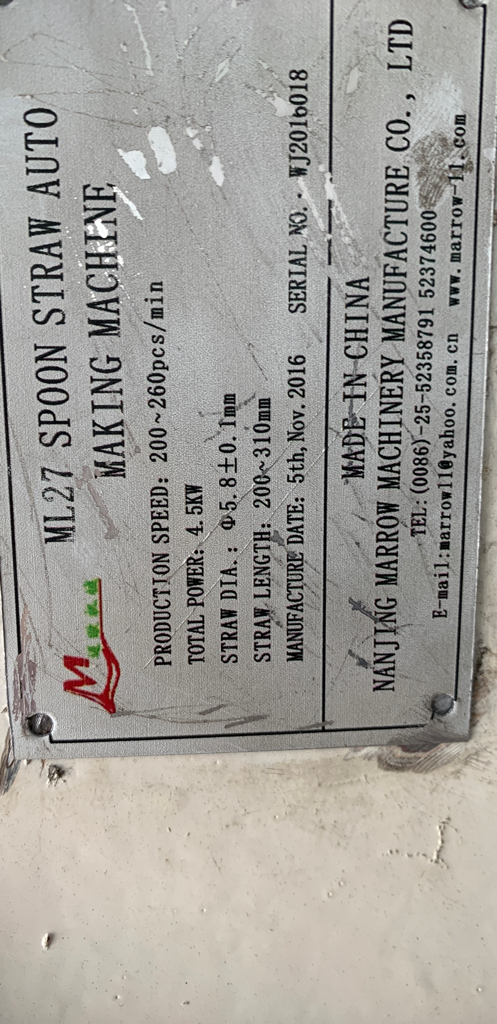 ML27 SPOON STRAW AUTO
MAKING MACHINE
M
PRODUCTION SPEED: 200~260pcs/min
TOTAL POWER: 4.5KW
STRAW DIA.: Φ5.8±0.1mm
STRAW LENGTH: 200~310mm
MANUFACTURE DATE: 5th, Nov. 2016 SERIAL NO. · WJ2016018
MADE IN CHINA
NANJING MARROW MACHINERY MANUFACTURE CO., LTD
TEL: (0086)-25-52358791 52374600
E-mail:marrow11@yahoo.com.cn www.marrow-11.com